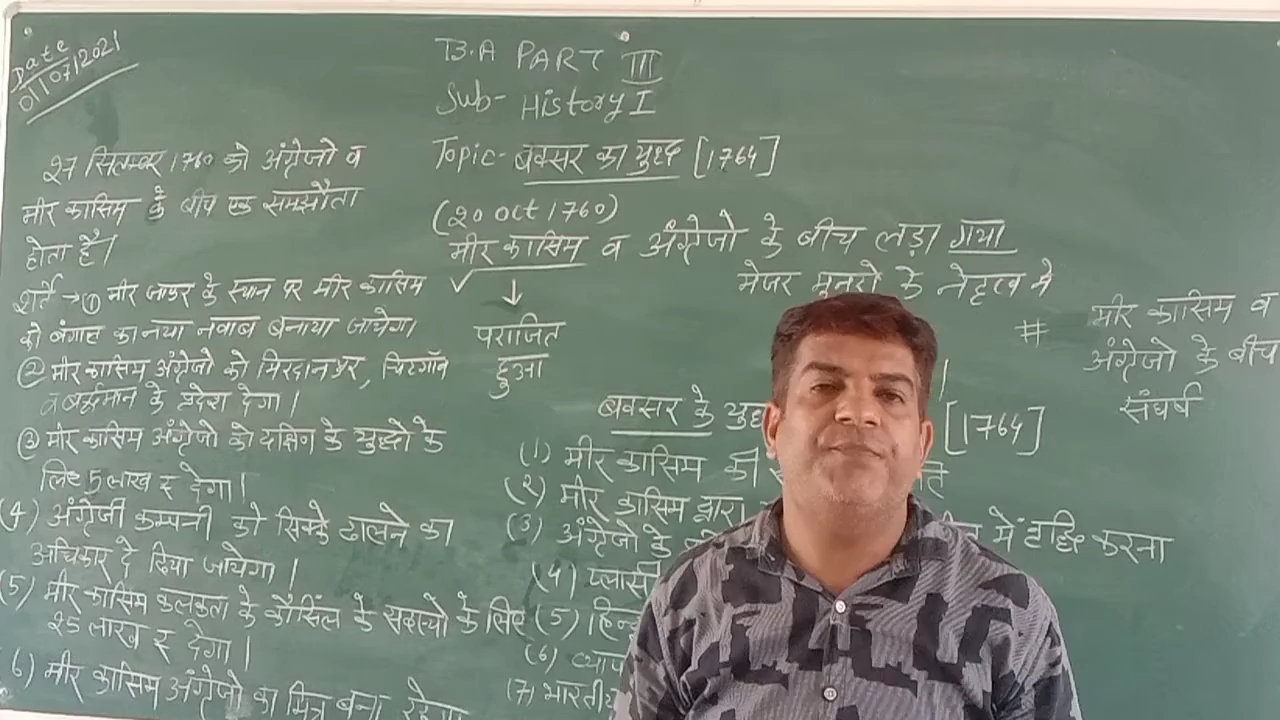 Date
01/07/2021
B.A PART III
Sub- History I
Topic- बक्सर का युद्ध [1764]
27 सितम्बर 1760 को अंग्रेजो व
मीर कासिम के बीच एक समझौता
होता है।
शर्ते → ① मीर जाफर के स्थान पर मीर कासिम
को बंगाल का नया नवाब बनाया जायेगा।
② मीर कासिम अंग्रेजो को मिदनापुर, चिटगाँव
व बर्द्धमान के प्रदेश देगा।
③ मीर कासिम अंग्रेजो को दक्षिण के युद्धो के
लिए 5 लाख रु देगा।
(4) अंग्रेजी कम्पनी को सिक्के ढालने का
अधिकार दे दिया जायेगा।
(5) मीर कासिम कलकता के कौसिंल के सदस्यो के लिए
25 लाख रु देगा।
(6) मीर कासिम अंग्रेजो का मित्र बना रहेगा
(20 Oct 1760)
मीर कासिम व अंग्रेजो के बीच लड़ा गया
✓ ↓ मेजर मुनरो के नेतृत्व मे
पराजित
हुआ
# मीर कासिम व
अंग्रेजो के बीच
संघर्ष
बक्सर के युद्ध [1764]
(1) मीर कासिम की
(2) मीर कासिम द्वारा
(3) अंग्रेजो के में वृद्धि करना
(4) प्लासी
(5) हिन्दु
(6) व्याप
(7) भारतीय